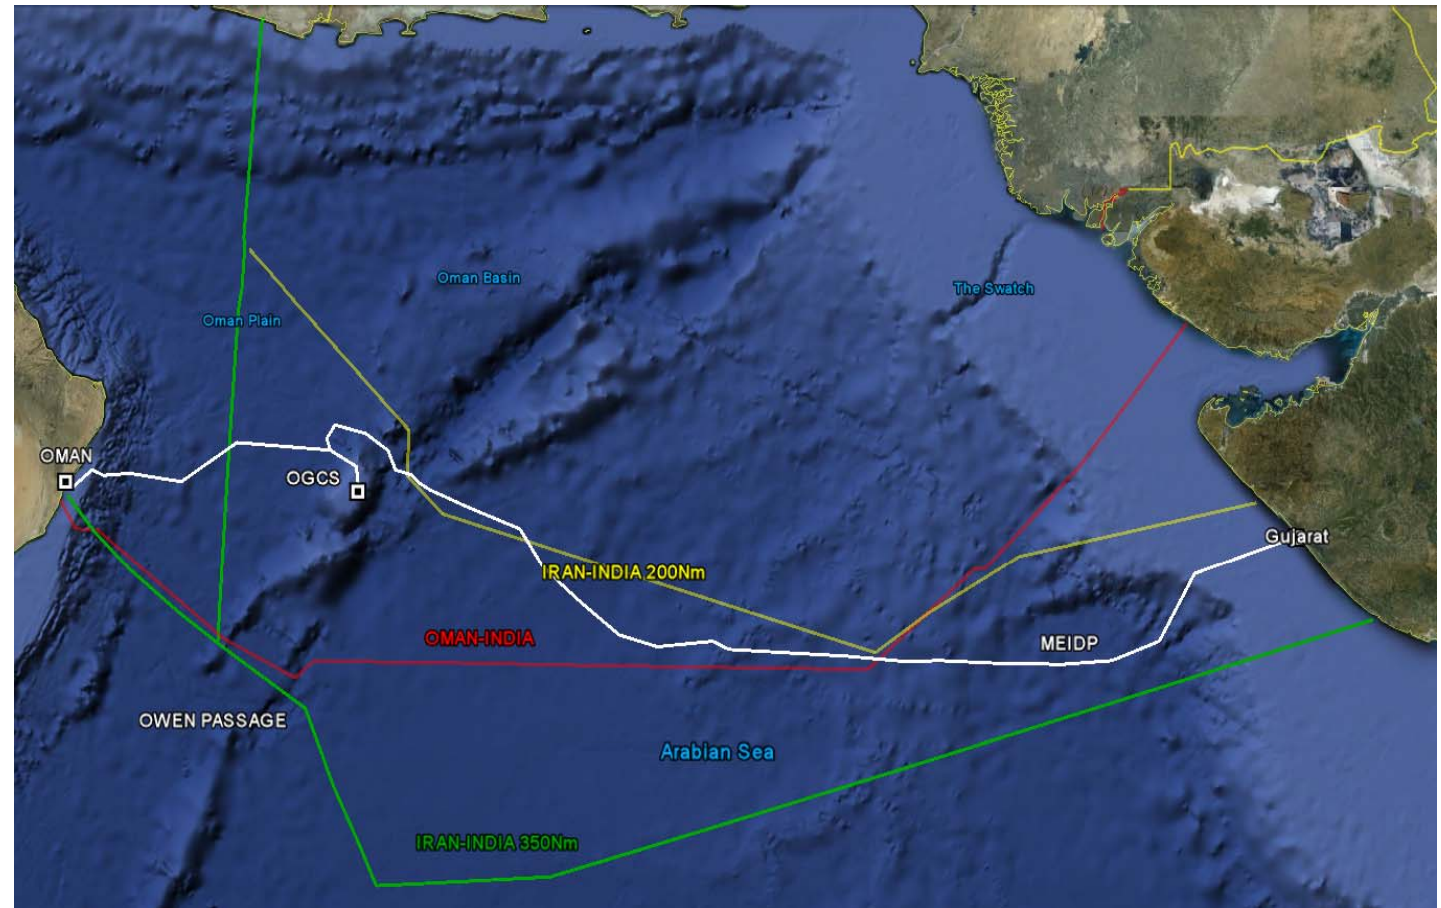 Oman Basin
The Swatch
Oman Plain
OMAN
OGCS
Gujarat
IRAN-INDIA 200Nm
OMAN-INDIA
MEIDP
OWEN PASSAGE
Arabian Sea
IRAN-INDIA 350Nm